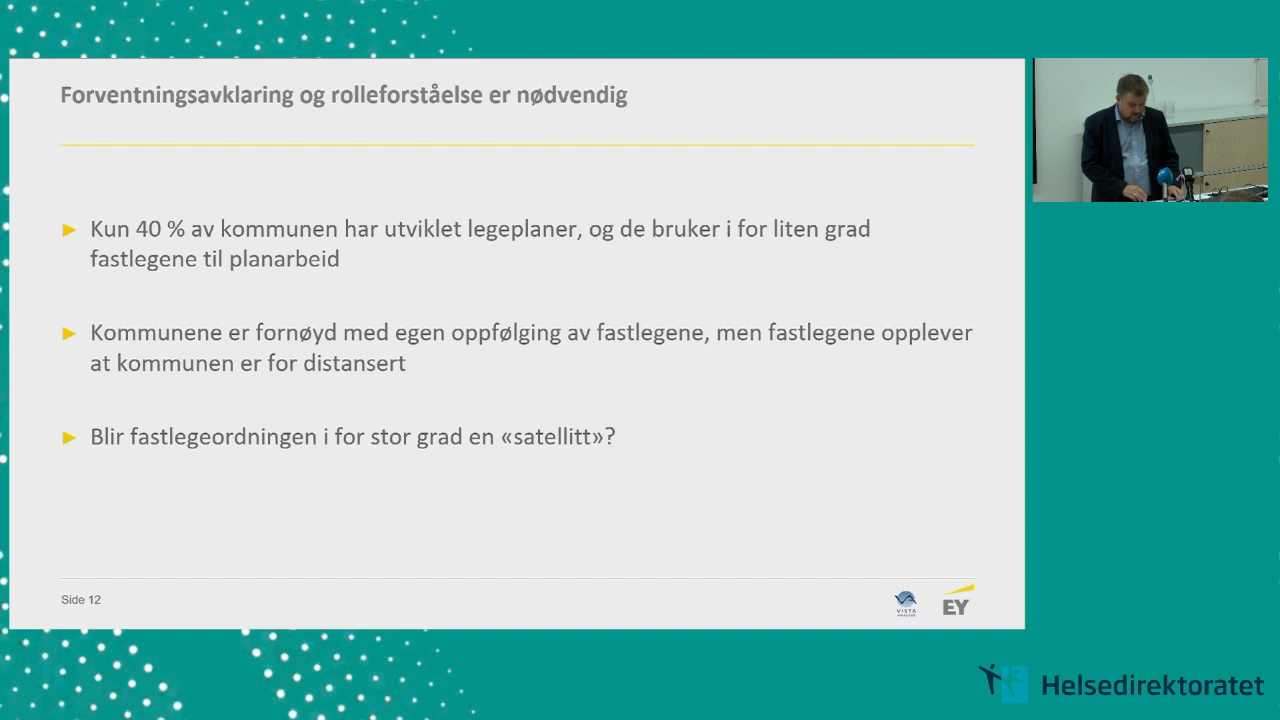 Forventningsavklaring og rolleforståelse er nødvendig
Kun 40 % av kommunen har utviklet legeplaner, og de bruker i for liten grad
fastlegene til planarbeid
Kommunene er fornøyd med egen oppfølging av fastlegene, men fastlegene opplever
at kommunen er for distansert
Blir fastlegeordningen i for stor grad en «satellitt»?
Side 12
VISTA
ANALYSE
EY
Helsedirektoratet